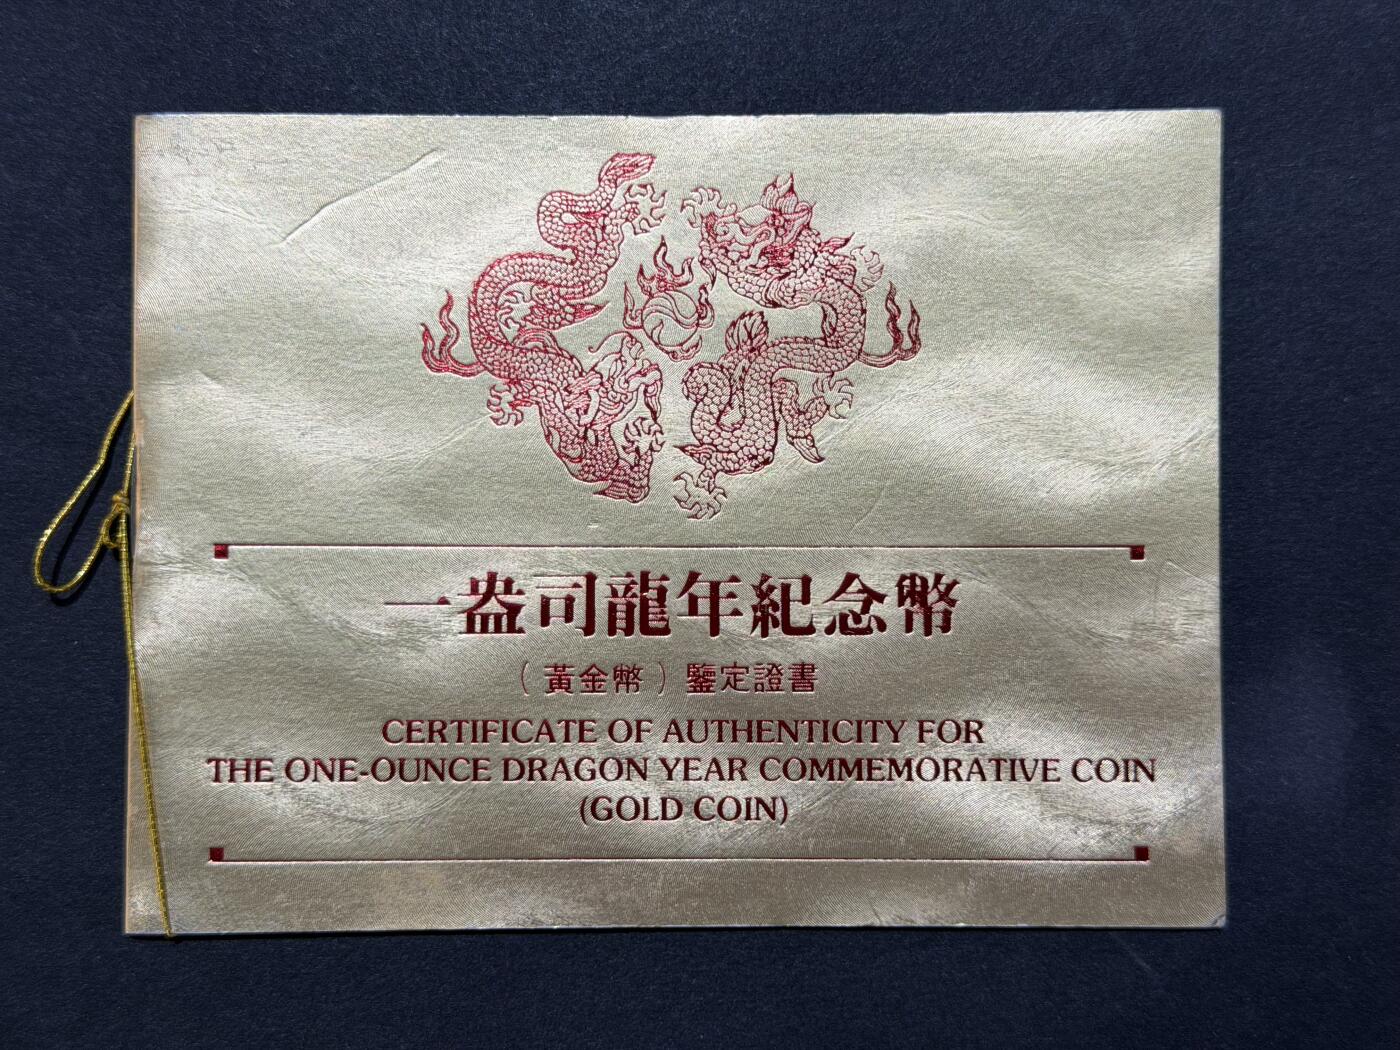 一盎司龍年紀念幣
（黃金幣）鑒定證書
CERTIFICATE OF AUTHENTICITY FOR
THE ONE-OUNCE DRAGON YEAR COMMEMORATIVE COIN
(GOLD COIN)